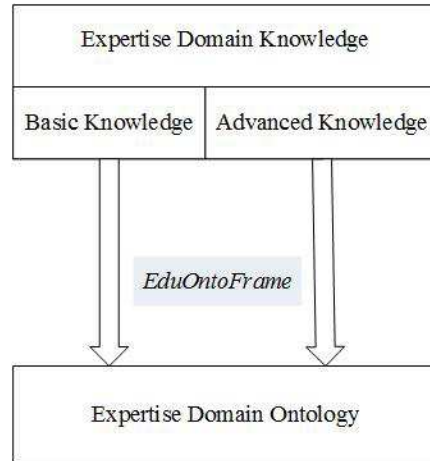 Expertise Domain Knowledge
Basic Knowledge
Advanced Knowledge
EduOntoFrame
Expertise Domain Ontology